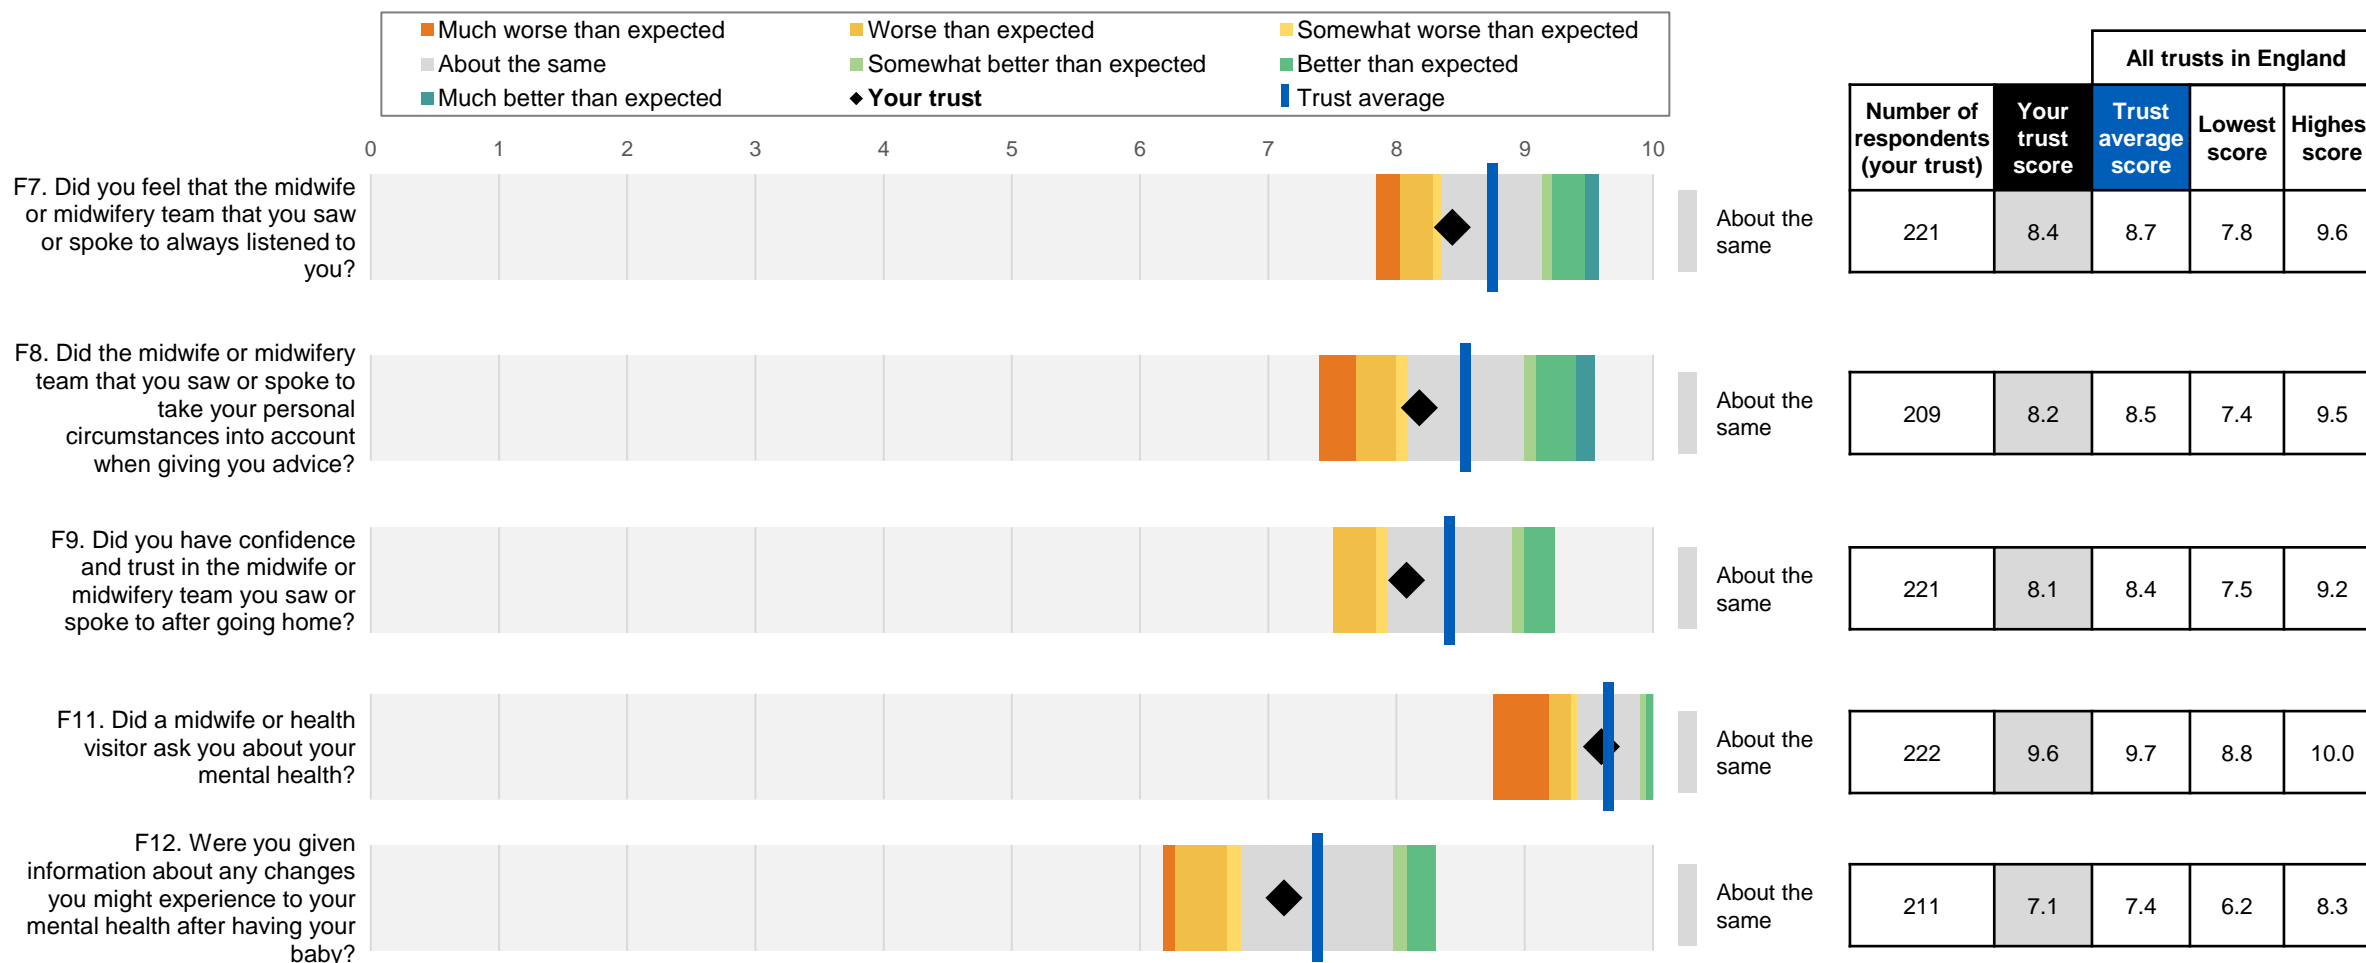 Much worse than expected
Worse than expected
Somewhat worse than expected
About the same
Somewhat better than expected
Better than expected
Much better than expected
Your trust
Trust average
All trusts in England
Number of respondents (your trust)
Your trust score
Trust average score
Lowest score
Highes score
0 1 2 3 4 5 6 7 8 9 10
F7. Did you feel that the midwife
or midwifery team that you saw
or spoke to always listened to
you?
About the
same
221 8.4 8.7 7.8 9.6
F8. Did the midwife or midwifery
team that you saw or spoke to
take your personal
circumstances into account
when giving you advice?
About the
same
209 8.2 8.5 7.4 9.5
F9. Did you have confidence
and trust in the midwife or
midwifery team you saw or
spoke to after going home?
About the
same
221 8.1 8.4 7.5 9.2
F11. Did a midwife or health
visitor ask you about your
mental health?
About the
same
222 9.6 9.7 8.8 10.0
F12. Were you given
information about any changes
you might experience to your
mental health after having your
baby?
About the
same
211 7.1 7.4 6.2 8.3